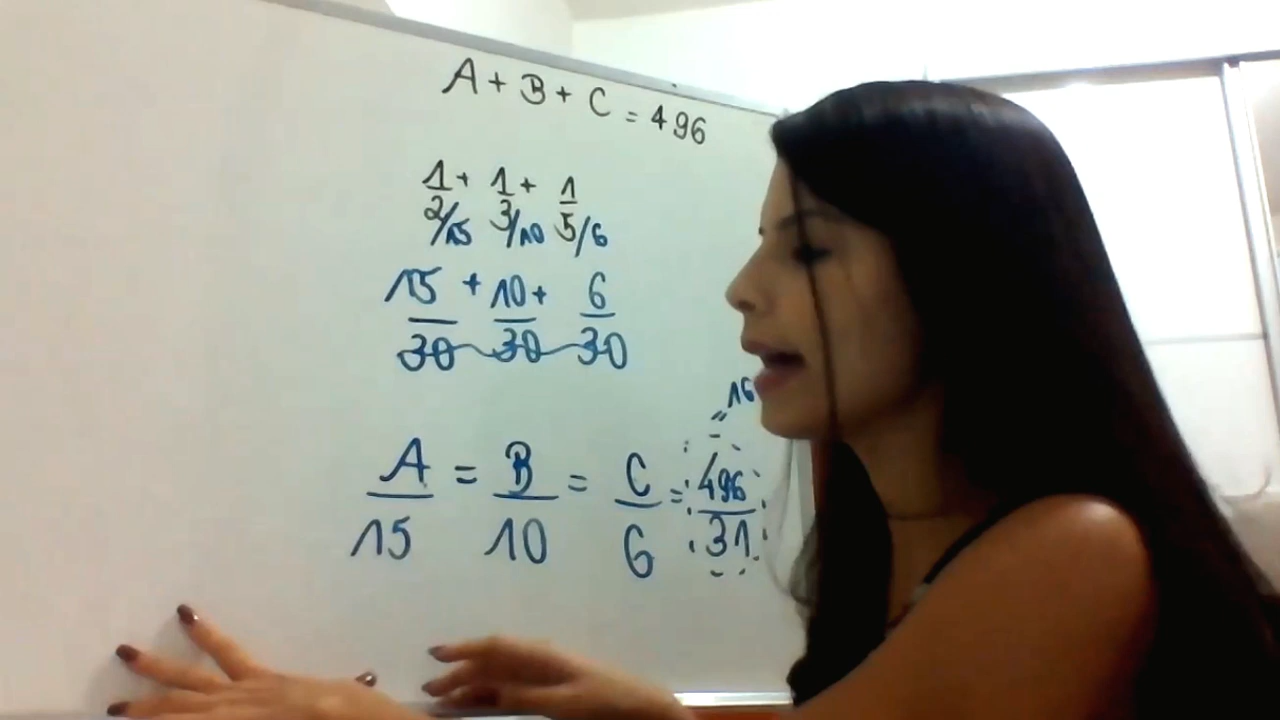 A + B + C = 496
1/2 + 1/3 + 1/5
/15 /10 /6
15/30 + 10/30 + 6/30
= 16
A/15 = B/10 = C/6 = 496/31